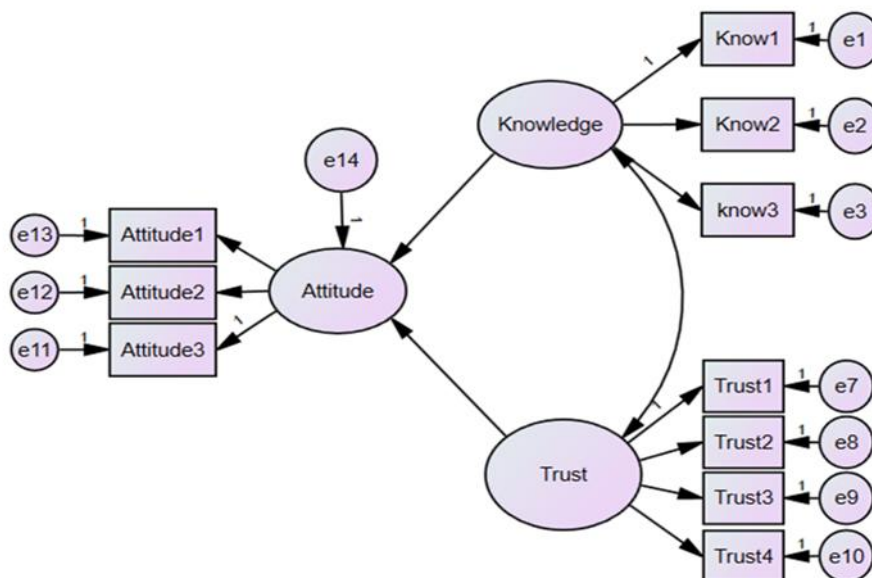 Know1
1
e1
1
Knowledge
Know2
1
e2
e14
know3
1
e3
1
e13
1
Attitude1
e12
1
Attitude2
Attitude
e11
1
Attitude3
1
Trust1
1
e7
1
Trust2
1
e8
Trust
Trust3
1
e9
Trust4
1
e10